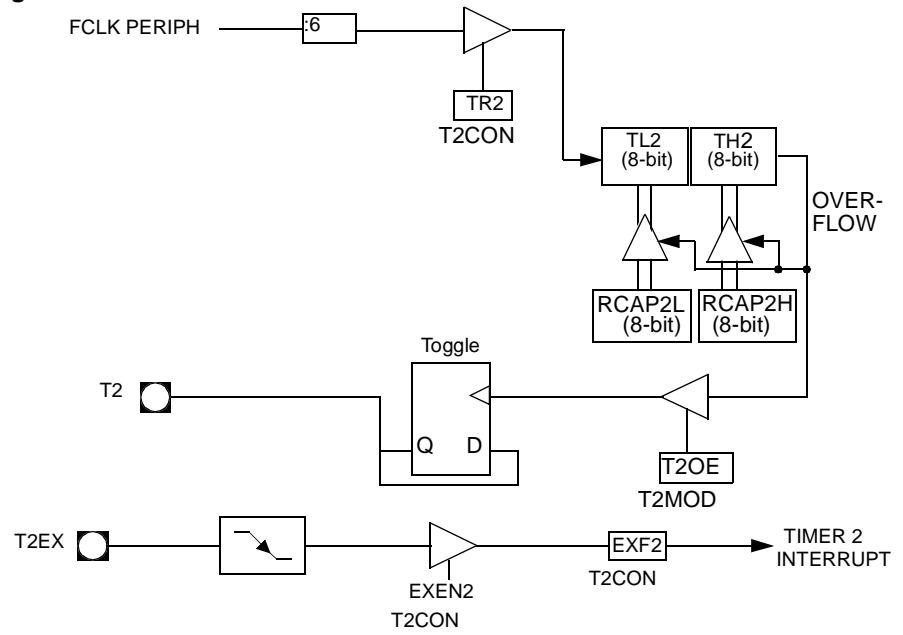 FCLK PERIPH
:6
TR2
T2CON
TL2
(8-bit)
TH2
(8-bit)
OVER-
FLOW
RCAP2L
(8-bit)
RCAP2H
(8-bit)
Toggle
T2
Q
D
T2OE
T2MOD
T2EX
EXEN2
T2CON
EXF2
T2CON
TIMER 2
INTERRUPT